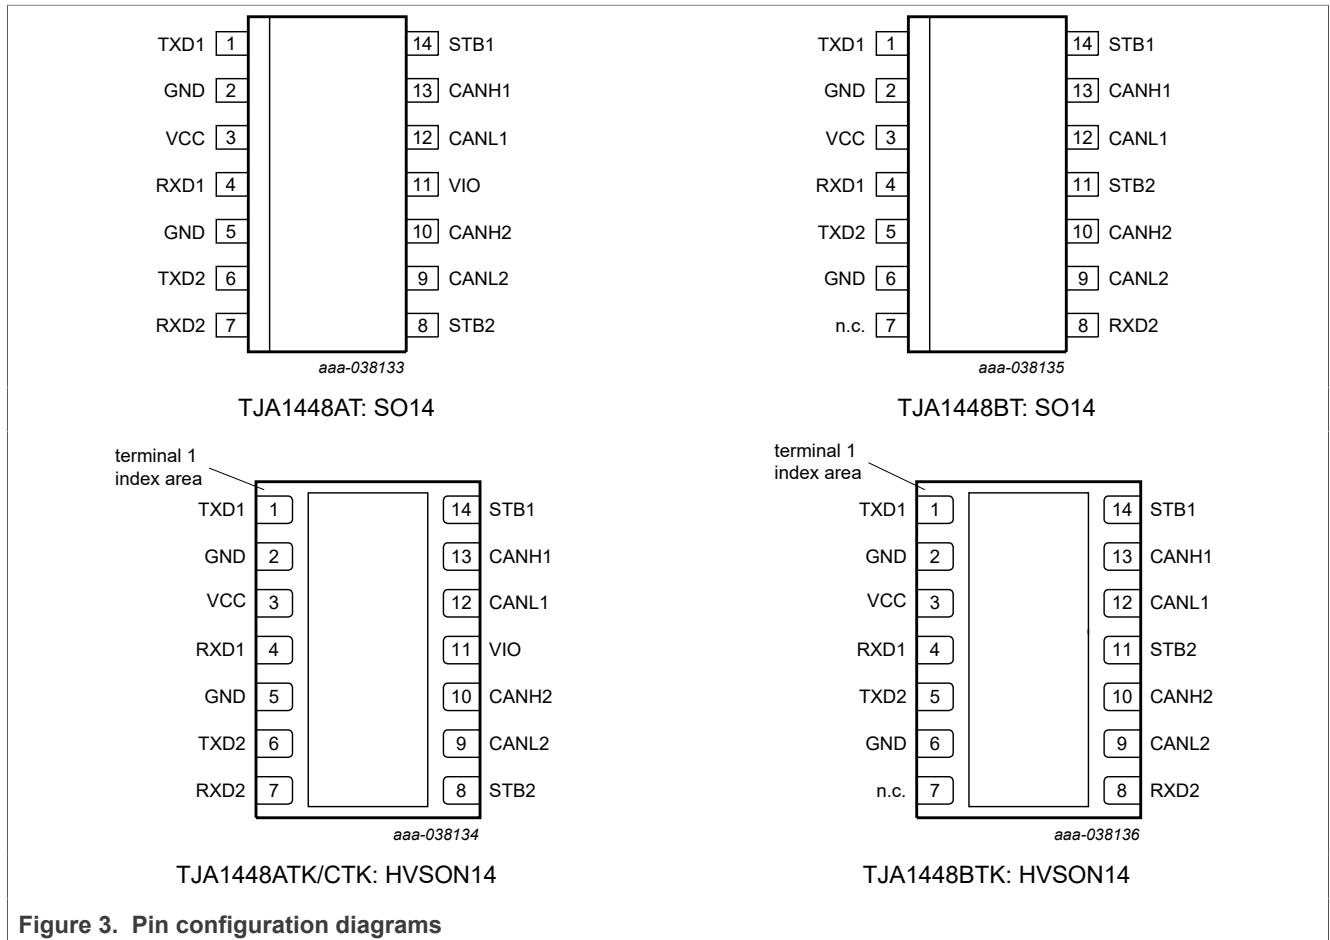 TXD1 1 14 STB1
GND 2 13 CANH1
VCC 3 12 CANL1
RXD1 4 11 VIO
GND 5 10 CANH2
TXD2 6 9 CANL2
RXD2 7 8 STB2
aaa-038133
TJA1448AT: SO14
TXD1 1 14 STB1
GND 2 13 CANH1
VCC 3 12 CANL1
RXD1 4 11 STB2
TXD2 5 10 CANH2
GND 6 9 CANL2
n.c. 7 8 RXD2
aaa-038135
TJA1448BT: SO14
terminal 1
index area
TXD1 1 14 STB1
GND 2 13 CANH1
VCC 3 12 CANL1
RXD1 4 11 VIO
GND 5 10 CANH2
TXD2 6 9 CANL2
RXD2 7 8 STB2
aaa-038134
TJA1448ATK/CTK: HVSON14
terminal 1
index area
TXD1 1 14 STB1
GND 2 13 CANH1
VCC 3 12 CANL1
RXD1 4 11 STB2
TXD2 5 10 CANH2
GND 6 9 CANL2
n.c. 7 8 RXD2
aaa-038136
TJA1448BTK: HVSON14
Figure 3. Pin configuration diagrams